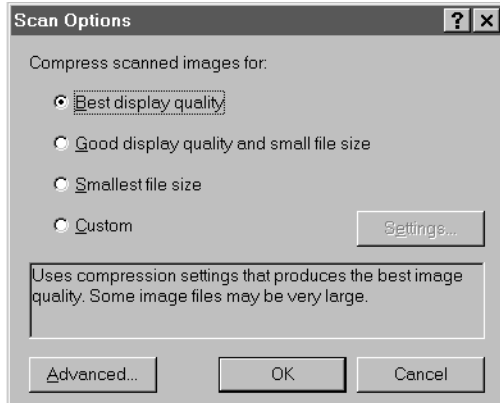 Scan Options
Compress scanned images for:
Best display quality
Good display quality and small file size
Smallest file size
Custom
Settings...
Uses compression settings that produces the best image
quality. Some image files may be very large.
Advanced...
OK
Cancel